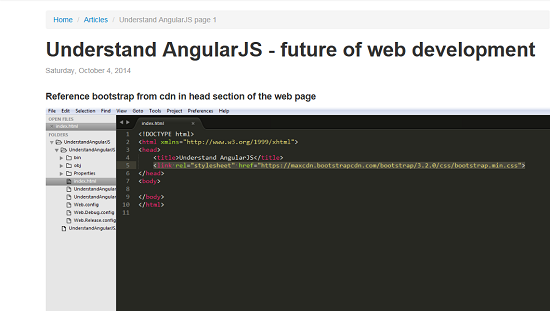 Home / Articles / Understand AngularJS page 1
Understand AngularJS - future of web development
Saturday, October 4, 2014
Reference bootstrap from cdn in head section of the web page
File Edit Selection Find View Goto Tools Project Preferences Help
OPEN FILES
index.html
FOLDERS
UnderstandAngularJS
UnderstandAngularJS
bin
obj
Properties
index.html
UnderstandAngular
UnderstandAngular
Web.config
Web.Debug.config
Web.Release.config
UnderstandAngularJS
index.html
1 <!DOCTYPE html>
2 <html xmlns="http://www.w3.org/1999/xhtml">
3 <head>
4 <title>Understand AngularJS</title>
5 <link rel="stylesheet" href="https://maxcdn.bootstrapcdn.com/bootstrap/3.2.0/css/bootstrap.min.css">
6 </head>
7 <body>
8
9 </body>
10 </html>
11